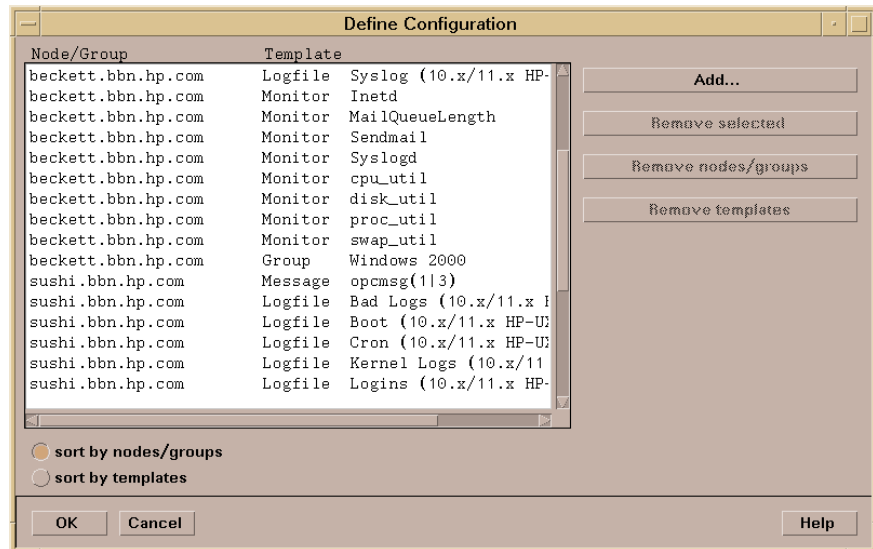 Define Configuration
Node/Group Template
beckett.bbn.hp.com Logfile Syslog (10.x/11.x HP-
beckett.bbn.hp.com Monitor Inetd
beckett.bbn.hp.com Monitor MailQueueLength
beckett.bbn.hp.com Monitor Sendmail
beckett.bbn.hp.com Monitor Syslogd
beckett.bbn.hp.com Monitor cpu_util
beckett.bbn.hp.com Monitor disk_util
beckett.bbn.hp.com Monitor proc_util
beckett.bbn.hp.com Monitor swap_util
beckett.bbn.hp.com Group Windows 2000
sushi.bbn.hp.com Message opcmsg(1|3)
sushi.bbn.hp.com Logfile Bad Logs (10.x/11.x
sushi.bbn.hp.com Logfile Boot (10.x/11.x HP-UX
sushi.bbn.hp.com Logfile Cron (10.x/11.x HP-UX
sushi.bbn.hp.com Logfile Kernel Logs (10.x/11
sushi.bbn.hp.com Logfile Logins (10.x/11.x HP-
Add...
Remove selected
Remove nodes/groups
Remove templates
sort by nodes/groups
sort by templates
OK Cancel Help